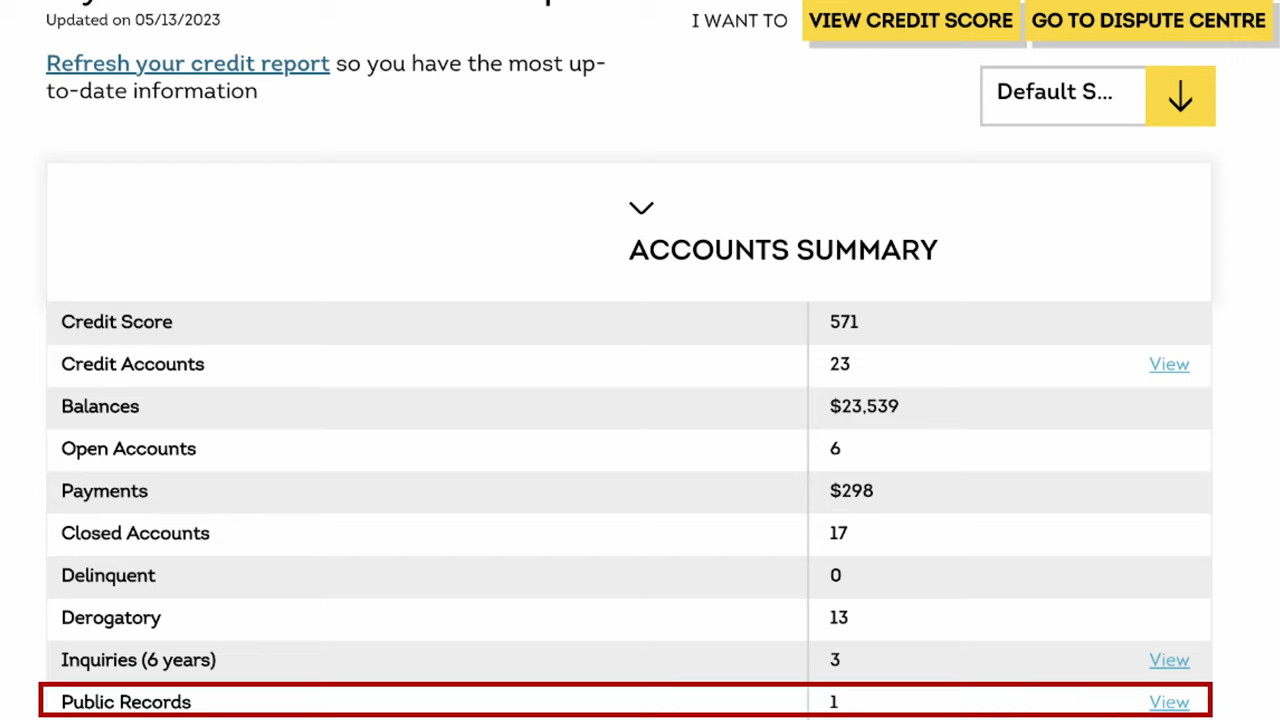 Updated on 05/13/2023
I WANT TO VIEW CREDIT SCORE GO TO DISPUTE CENTRE
Refresh your credit report so you have the most up-
to-date information
Default S...
ACCOUNTS SUMMARY
Credit Score 571
Credit Accounts 23 View
Balances $23,539
Open Accounts 6
Payments $298
Closed Accounts 17
Delinquent 0
Derogatory 13
Inquiries (6 years) 3 View
Public Records 1 View